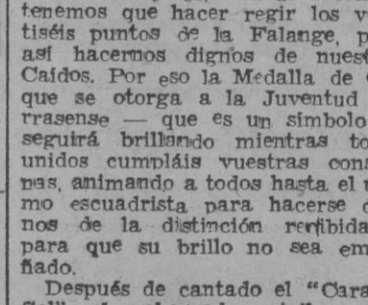 tenemos que hacer regir los v
tiséis puntos de la Falange, p
así hacernos dignos de nuest
Caídos. Por eso la Medalla de
que se otorga a la Juventud
rrasense — que es un símbolo
seguirá brillando mientras to
unidos cumpláis vuestras cons
nas, animando a todos hasta el
mo escuadrista para hacerse
nos de la distinción recibida
para que su brillo no sea em
ñado.
Después de cantado el "Cara